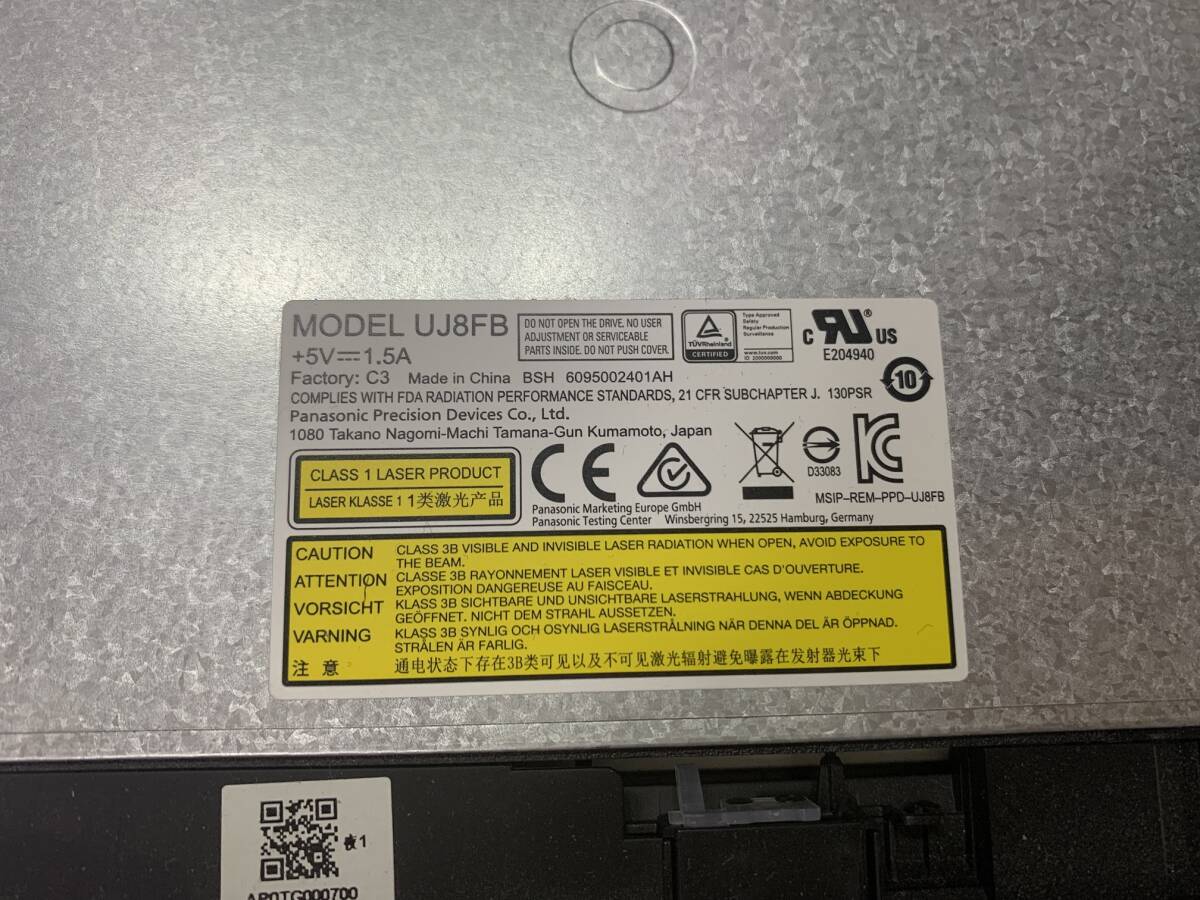 MODEL UJ8FB
+5V⎓1.5A
DO NOT OPEN THE DRIVE. NO USER
ADJUSTMENT OR SERVICEABLE
PARTS INSIDE. DO NOT PUSH COVER.
TÜVRheinland
CERTIFIED
Type Approved
Safety
Regular Production
Surveillance
www.tuv.com
ID 2000000000
c RU® US
E204940
Factory: C3 Made in China BSH 6095002401AH
10
COMPLIES WITH FDA RADIATION PERFORMANCE STANDARDS, 21 CFR SUBCHAPTER J. 130PSR
Panasonic Precision Devices Co., Ltd.
1080 Takano Nagomi-Machi Tamana-Gun Kumamoto, Japan
CLASS 1 LASER PRODUCT
LASER KLASSE 1 1类激光产品
CE
D33083
MSIP-REM-PPD-UJ8FB
Panasonic Marketing Europe GmbH
Panasonic Testing Center Winsbergring 15, 22525 Hamburg, Germany
CAUTION CLASS 3B VISIBLE AND INVISIBLE LASER RADIATION WHEN OPEN, AVOID EXPOSURE TO
THE BEAM.
ATTENTION CLASSE 3B RAYONNEMENT LASER VISIBLE ET INVISIBLE CAS D'OUVERTURE.
EXPOSITION DANGEREUSE AU FAISCEAU.
VORSICHT KLASS 3B SICHTBARE UND UNSICHTBARE LASERSTRAHLUNG, WENN ABDECKUNG
GEÖFFNET. NICHT DEM STRAHL AUSSETZEN.
VARNING KLASS 3B SYNLIG OCH OSYNLIG LASERSTRÅLNING NÄR DENNA DEL ÄR ÖPPNAD.
STRÅLEN ÄR FARLIG.
注意 通电状态下存在3B类可见以及不可见激光辐射避免曝露在发射器光束下
夜1
AP0TG000700